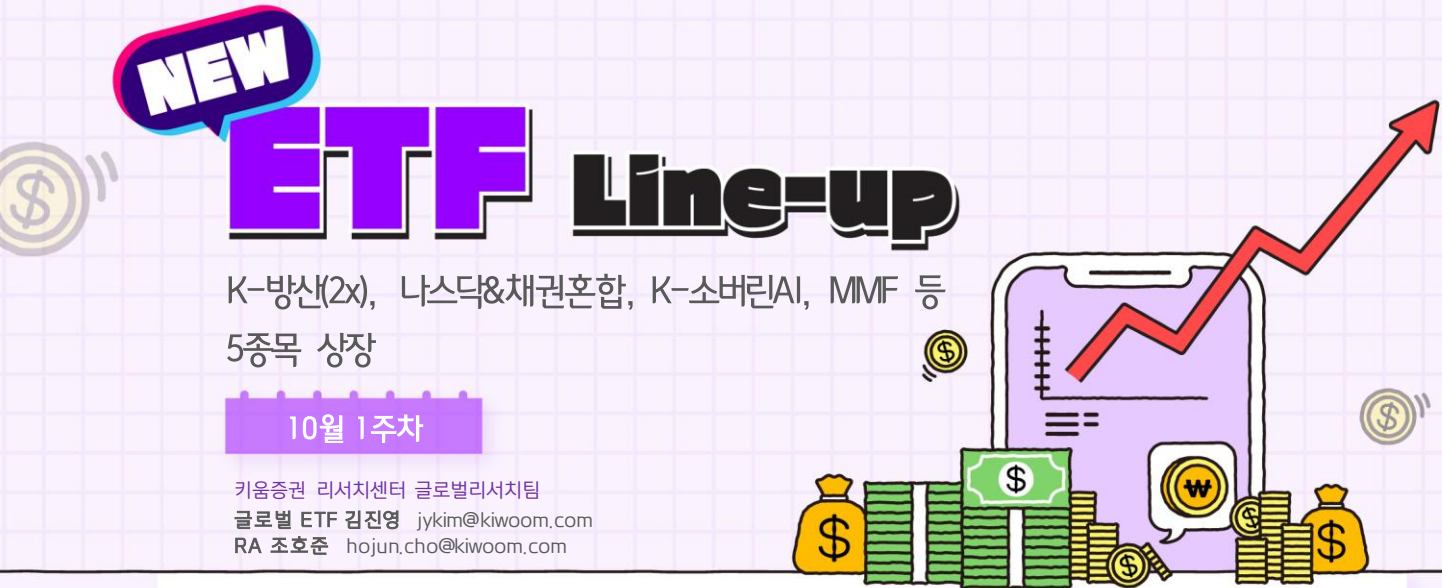 NEW
ETF Line-up
K-방산(2x), 나스닥&채권혼합, K-소버린AI, MMF 등
5종목 상장
10월 1주차
키움증권 리서치센터 글로벌리서치팀
글로벌 ETF 김진영 jykim@kiwoom.com
RA 조호준 hojun.cho@kiwoom.com
$
$
$
$
₩
$
$
$
$